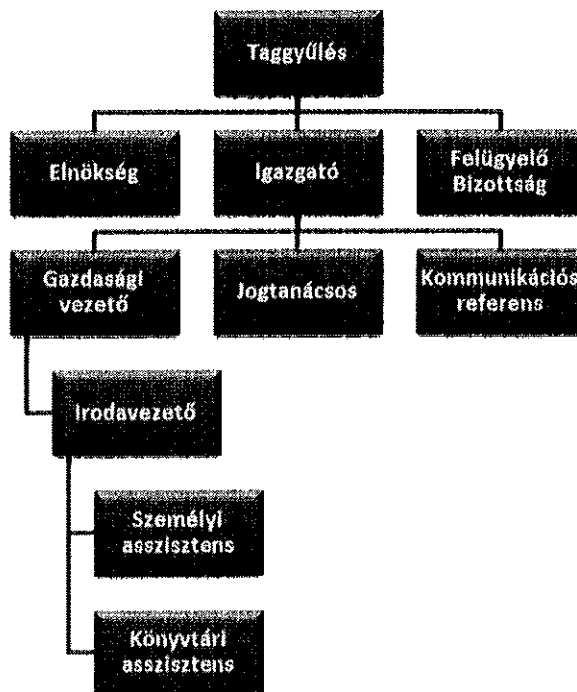 Taggyűlés
Elnökség
Igazgató
Felügyelő
Bizottság
Gazdasági
vezető
Jogtanácsos
Kommunikációs
referens
Irodavezető
Személyi
asszisztens
Könyvtári
asszisztens